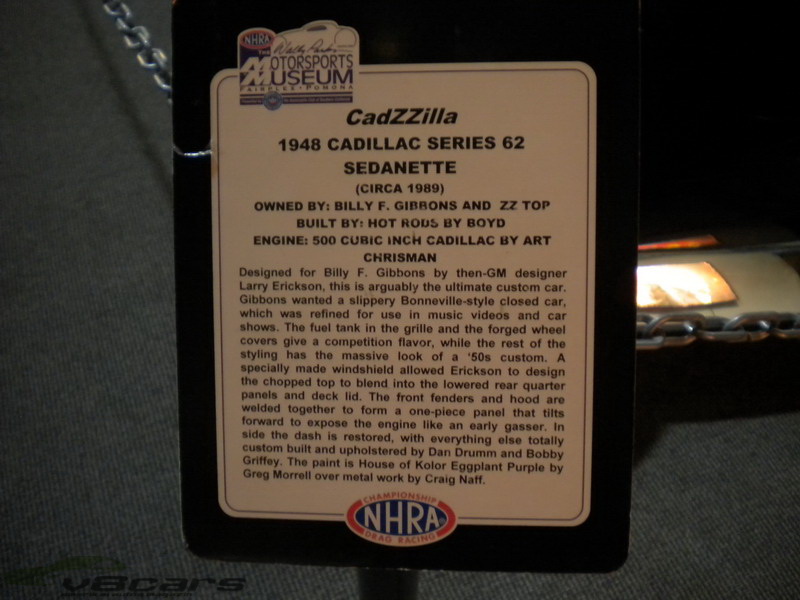 NHRA
THE
Wally Parks
MOTORSPORTS
MUSEUM
FAIRPLEX • POMONA
CadZZilla
1948 CADILLAC SERIES 62
SEDANETTE
(CIRCA 1989)
OWNED BY: BILLY F. GIBBONS AND ZZ TOP
BUILT BY: HOT RODS BY BOYD
ENGINE: 500 CUBIC INCH CADILLAC BY ART
CHRISMAN
Designed for Billy F. Gibbons by then-GM designer
Larry Erickson, this is arguably the ultimate custom car.
Gibbons wanted a slippery Bonneville-style closed car,
which was refined for use in music videos and car
shows. The fuel tank in the grille and the forged wheel
covers give a competition flavor, while the rest of the
styling has the massive look of a '50s custom. A
specially made windshield allowed Erickson to design
the chopped top to blend into the lowered rear quarter
panels and deck lid. The front fenders and hood are
welded together to form a one-piece panel that tilts
forward to expose the engine like an early gasser. In
side the dash is restored, with everything else totally
custom built and upholstered by Dan Drumm and Bobby
Griffey. The paint is House of Kolor Eggplant Purple by
Greg Morrell over metal work by Craig Naff.
CHAMPIONSHIP
NHRA
DRAG RACING
v8cars